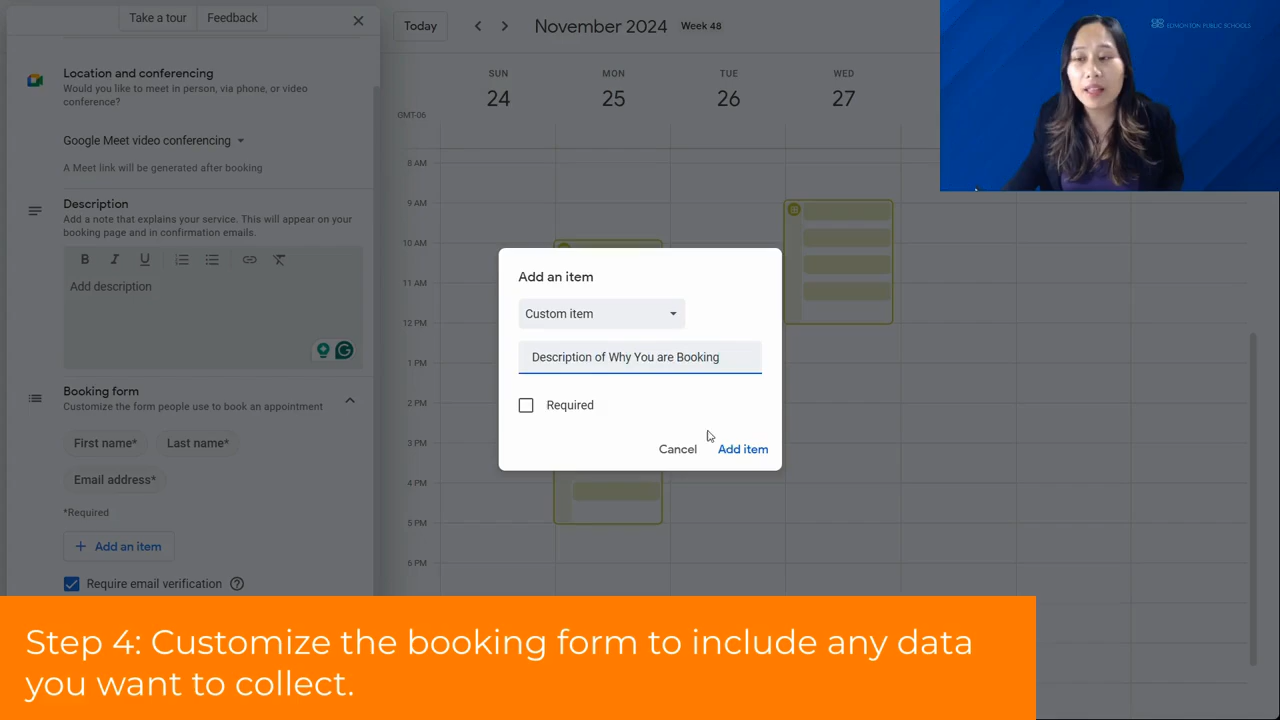 Take a tour
Feedback
Location and conferencing
Would you like to meet in person, via phone, or video
conference?
Google Meet video conferencing
A Meet link will be generated after booking
Description
Add a note that explains your service. This will appear on your
booking page and in confirmation emails.
B I U
Add description
Booking form
Customize the form people use to book an appointment
First name*
Last name*
Email address*
*Required
+ Add an item
Require email verification
Today
November 2024
Week 48
SUN
MON
TUE
WED
24
25
26
27
GMT-06
8 AM
9 AM
10 AM
11 AM
12 PM
1 PM
2 PM
3 PM
4 PM
5 PM
6 PM
Add an item
Custom item
Description of Why You are Booking
Required
Cancel
Add item
EDMONTON PUBLIC SCHOOLS
Step 4: Customize the booking form to include any data
you want to collect.